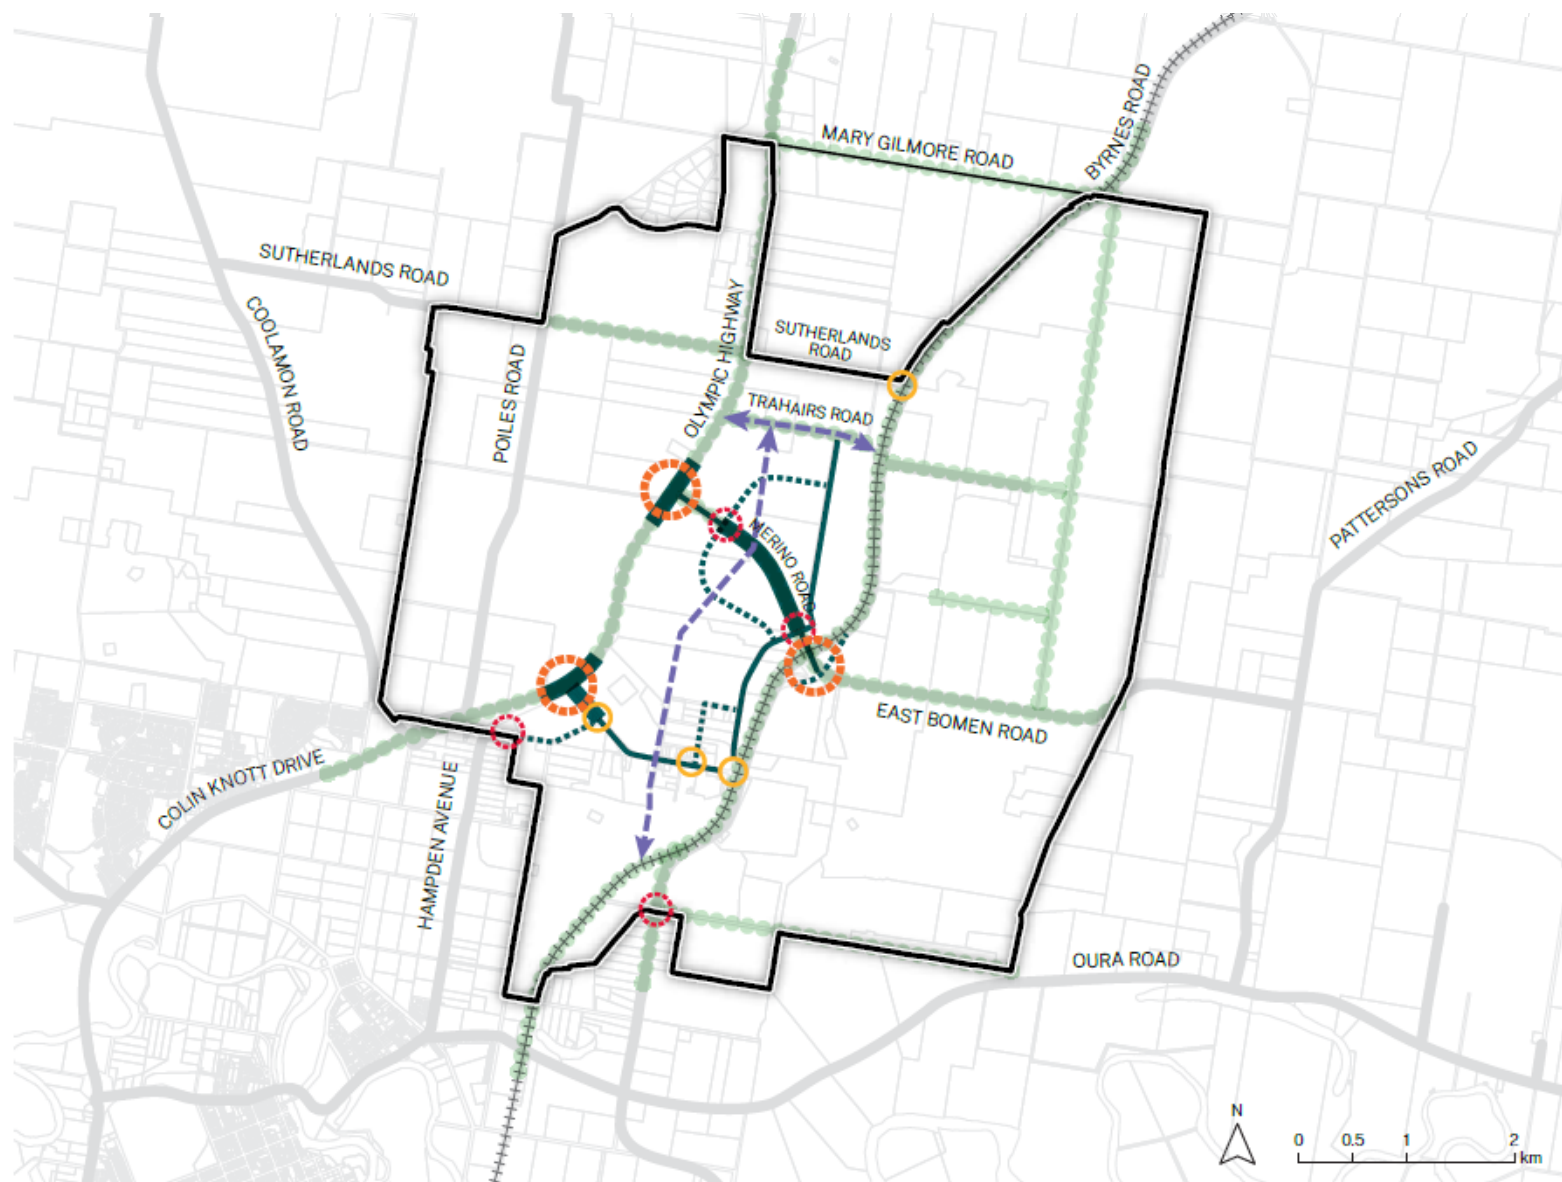 MARY GILMORE ROAD
BYRNES ROAD
SUTHERLANDS ROAD
COOLAMON ROAD
OLYMPIC HIGHWAY
SUTHERLANDS
ROAD
POILES ROAD
TRAHAIRS ROAD
PATTERSONS ROAD
MERINO ROAD
EAST BOMEN ROAD
COLIN KNOTT DRIVE
HAMPDEN AVENUE
OURA ROAD
N
0 0.5 1 2
km